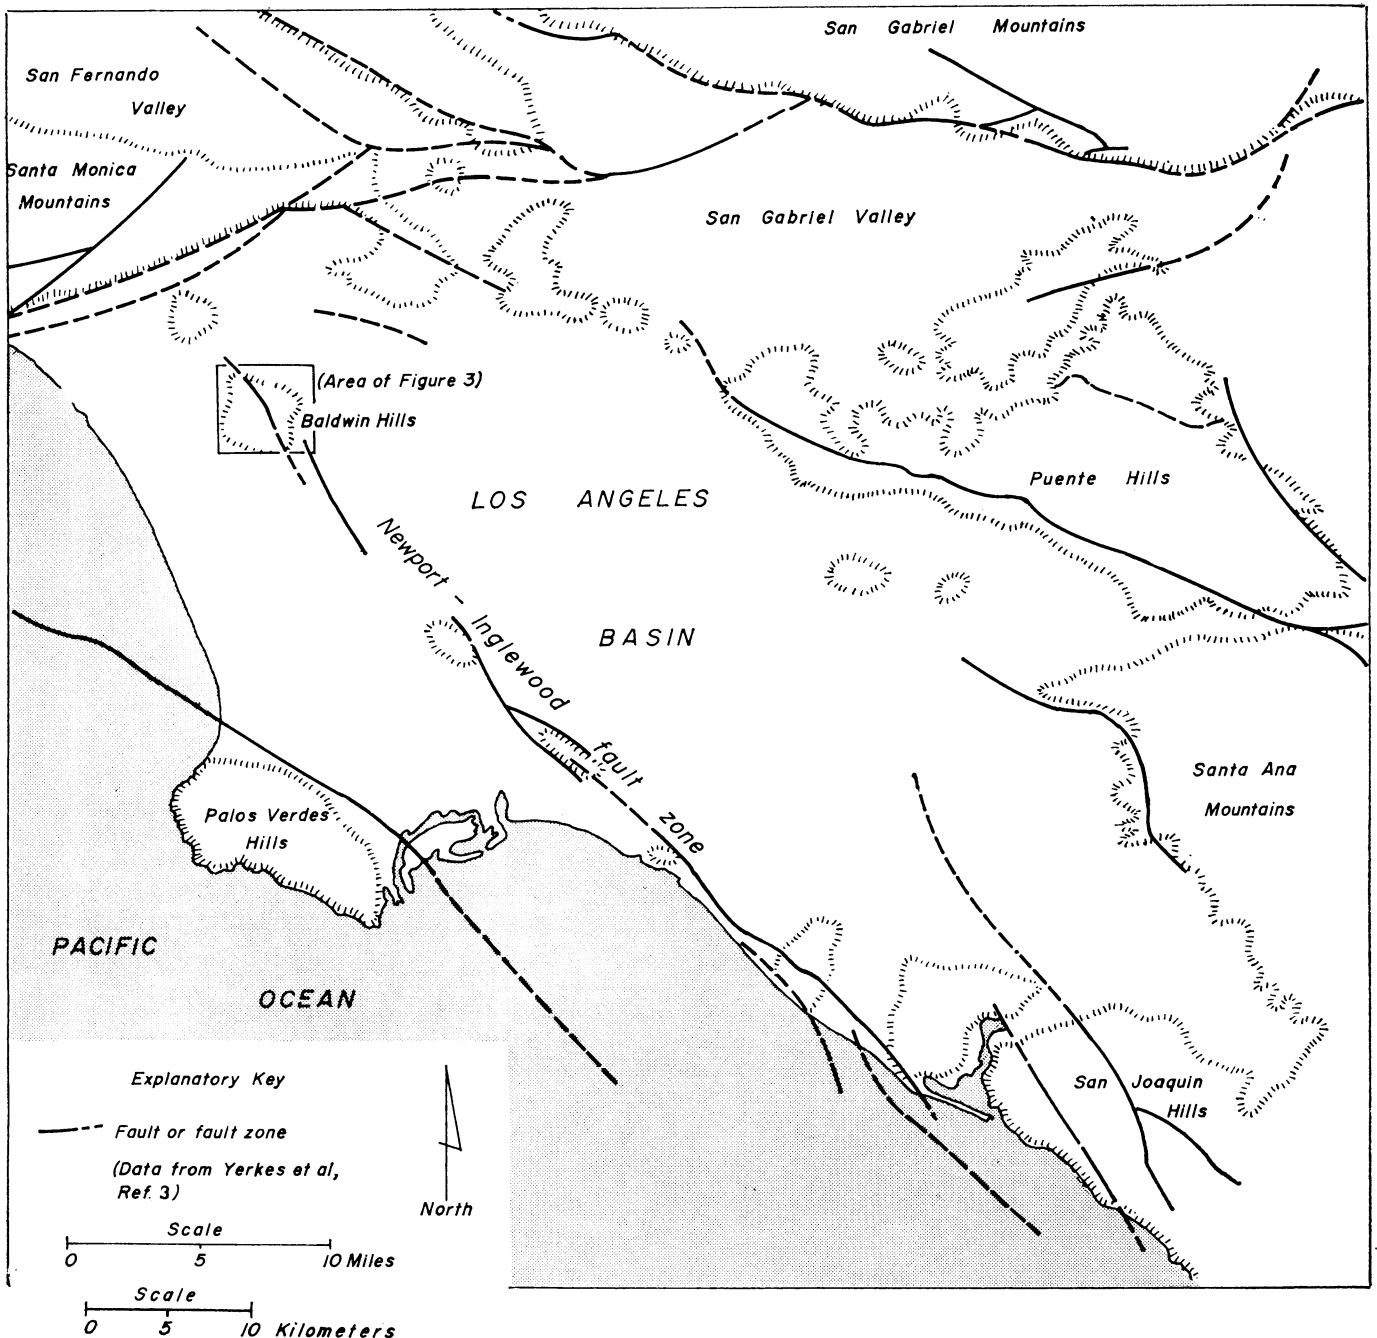 San Gabriel Mountains
San Fernando
Valley
Santa Monica
Mountains
San Gabriel Valley
(Area of Figure 3)
Baldwin Hills
Puente Hills
LOS ANGELES
BASIN
Newport - Inglewood fault zone
Santa Ana
Mountains
Palos Verdes
Hills
PACIFIC
OCEAN
San Joaquin
Hills
Explanatory Key
Fault or fault zone
(Data from Yerkes et al,
Ref. 3)
North
Scale
0 5 10 Miles
Scale
0 5 10 Kilometers